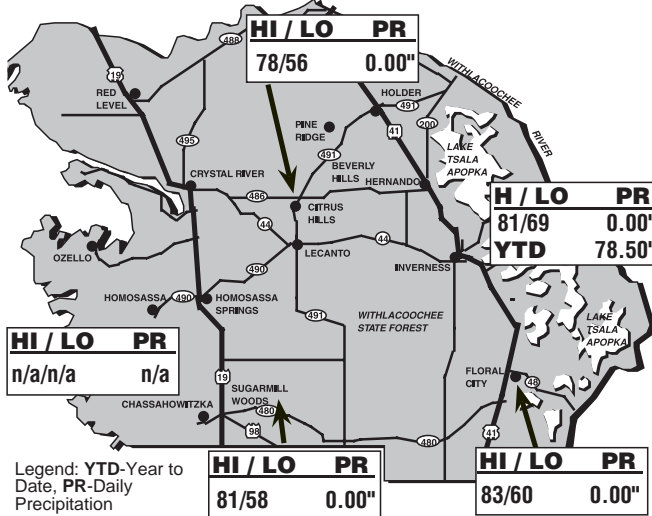 HI / LO PR
78/56 0.00"
488
19
RED
LEVEL
WITHLACOOCHEE
RIVER
HOLDER
491
41
200
PINE
RIDGE
495
491
BEVERLY
HILLS
LAKE
TSALA
APOPKA
CRYSTAL RIVER
486
HERNANDO
H / LO PR
81/69 0.00"
YTD 78.50"
CITRUS
HILLS
44
44
OZELLO
LECANTO
INVERNESS
490
HOMOSASSA
490
HOMOSASSA
SPRINGS
491
WITHLACOOCHEE
STATE FOREST
LAKE
TSALA
APOPKA
HI / LO PR
n/a/n/a n/a
19
SUGARMILL
WOODS
FLORAL
CITY
48
CHASSAHOWITZKA
480
98
480
41
Legend: YTD-Year to
Date, PR-Daily
Precipitation
HI / LO PR
81/58 0.00"
HI / LO PR
83/60 0.00"